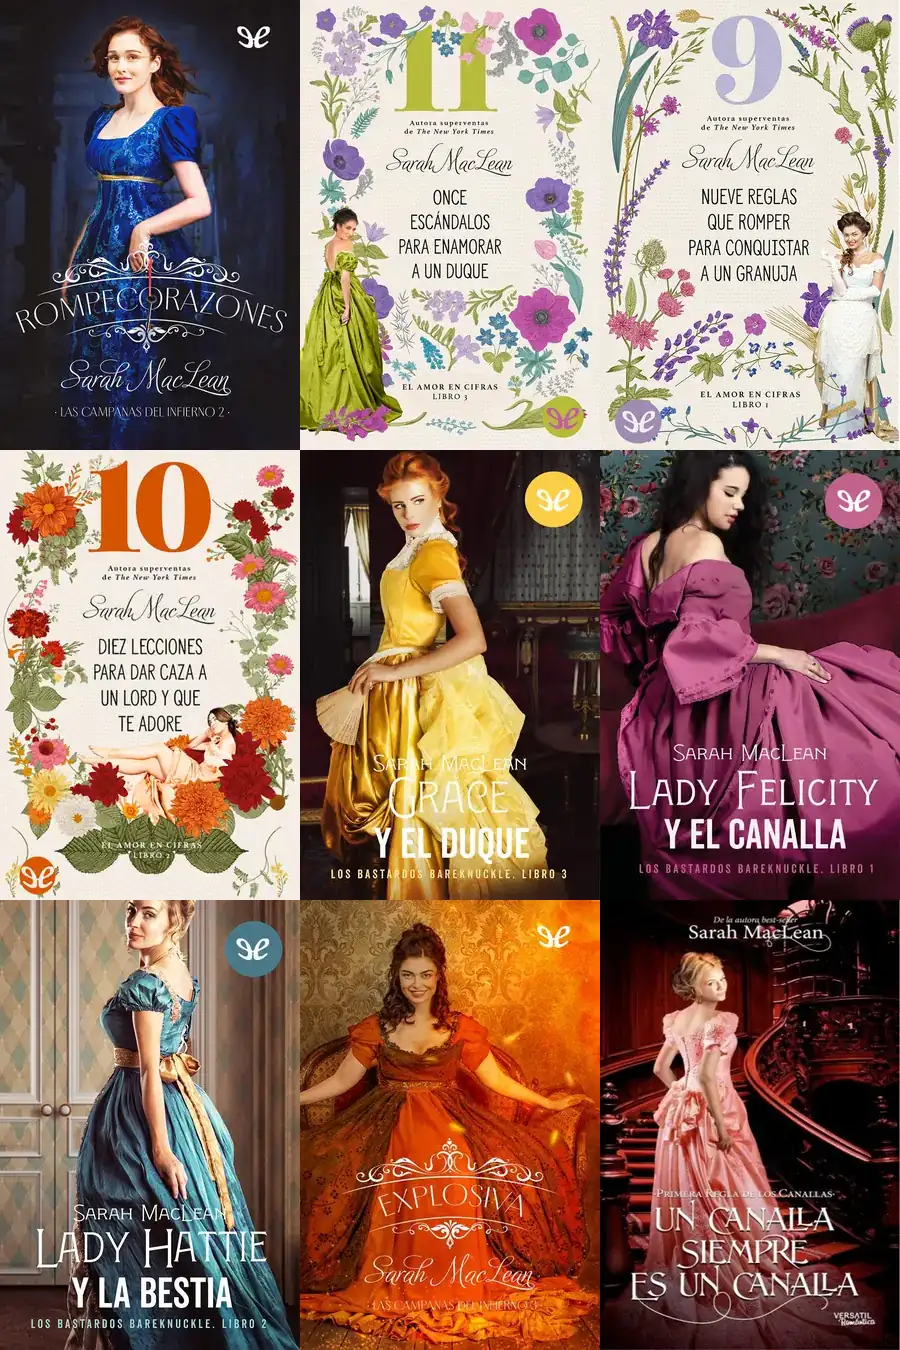 ROMPECORAZONES
Sarah MacLean
· LAS CAMPANAS DEL INFIERNO 2 ·
11
Autora superventas
de The New York Times
Sarah MacLean
ONCE
ESCÁNDALOS
PARA ENAMORAR
A UN DUQUE
EL AMOR EN CIFRAS
LIBRO 3
9
Autora superventas
de The New York Times
Sarah MacLean
NUEVE REGLAS
QUE ROMPER
PARA CONQUISTAR
A UN GRANUJA
EL AMOR EN CIFRAS
LIBRO 1
10
Autora superventas
de The New York Times
Sarah MacLean
DIEZ LECCIONES
PARA DAR CAZA A
UN LORD Y QUE
TE ADORE
EL AMOR EN CIFRAS
LIBRO 2
SARAH MACLEAN
GRACE
Y EL DUQUE
LOS BASTARDOS BAREKNUCKLE. LIBRO 3
SARAH MACLEAN
LADY FELICITY
Y EL CANALLA
LOS BASTARDOS BAREKNUCKLE. LIBRO 1
SARAH MACLEAN
LADY HATTIE
Y LA BESTIA
LOS BASTARDOS BAREKNUCKLE. LIBRO 2
EXPLOSIVA
Sarah MacLean
· LAS CAMPANAS DEL INFIERNO 3 ·
De la autora best-seller
Sarah MacLean
·PRIMERA REGLA DE LOS CANALLAS·
UN CANALLA
SIEMPRE
ES UN CANALLA
VERSATIL
Romántica